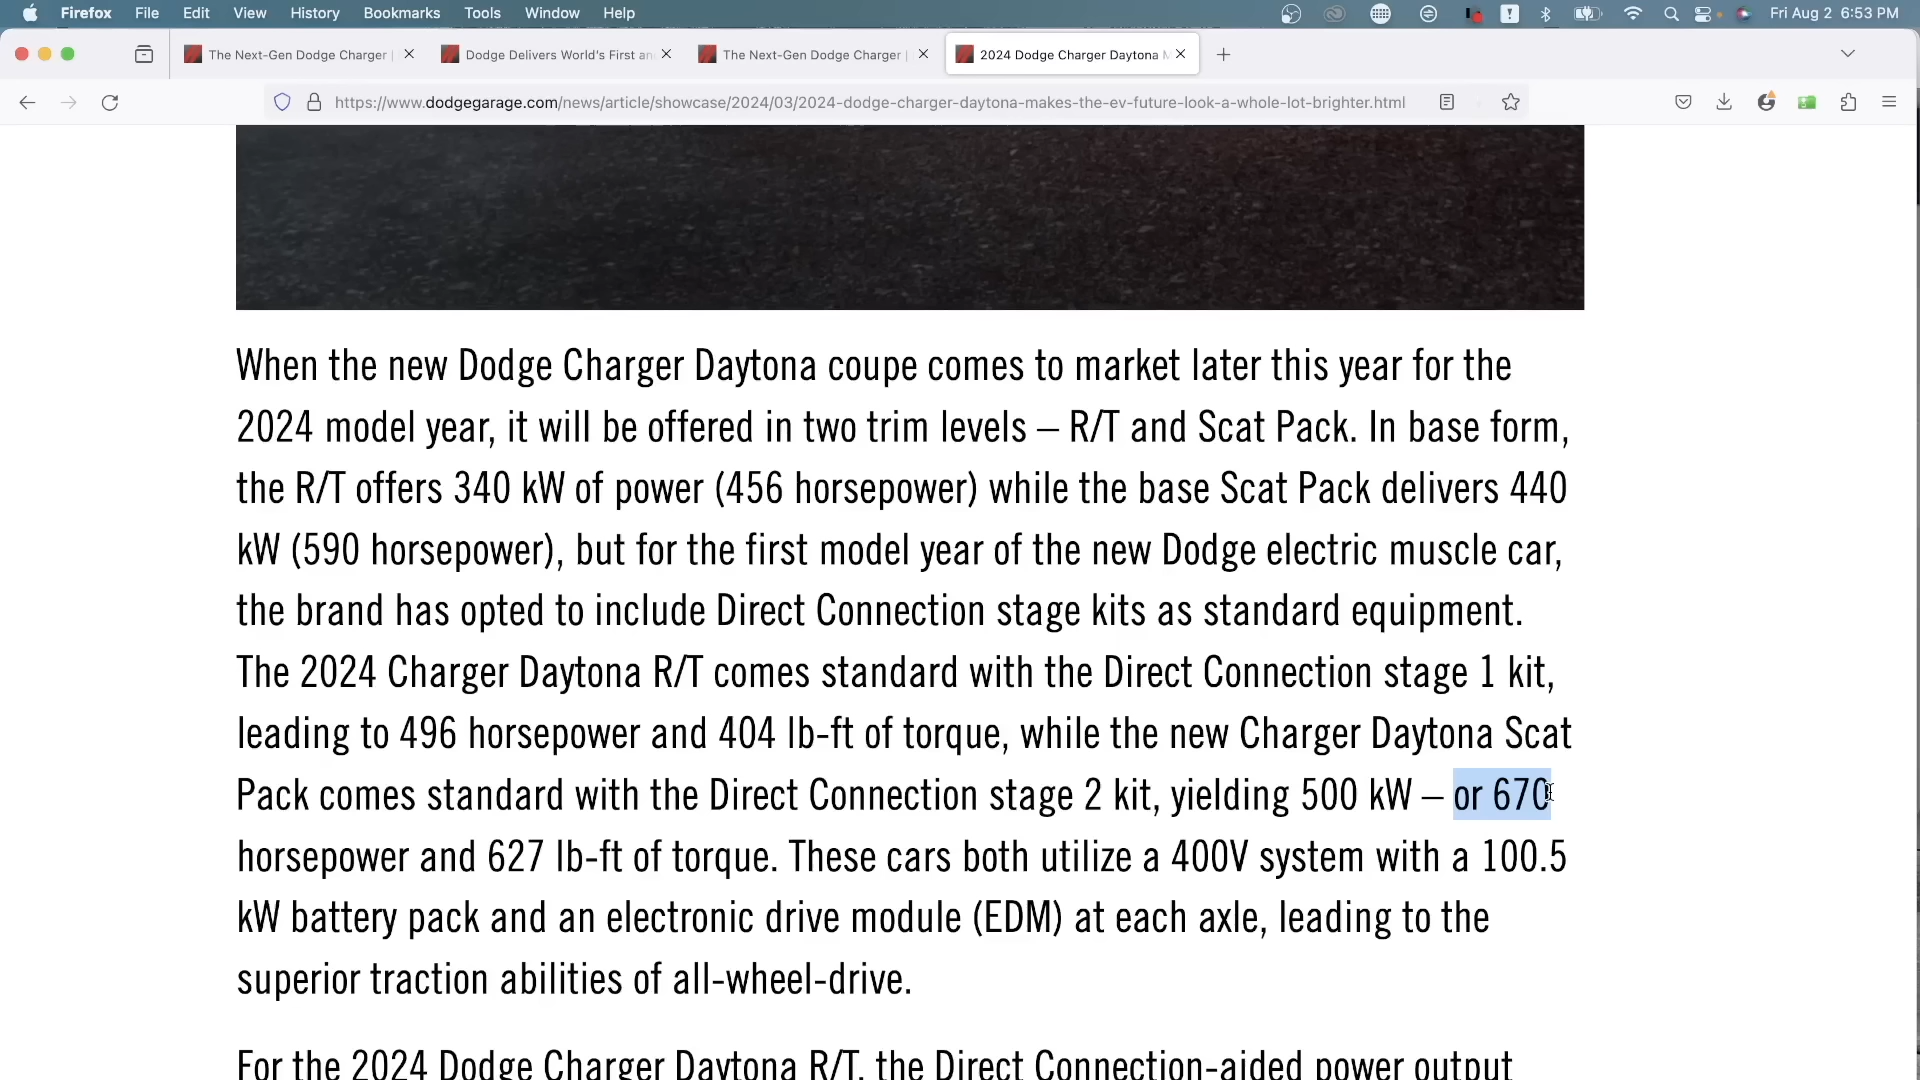 Firefox File Edit View History Bookmarks Tools Window Help Fri Aug 2 6:53 PM
The Next-Gen Dodge Charger | Dodge Delivers World's First an The Next-Gen Dodge Charger | 2024 Dodge Charger Daytona M
https://www.dodgegarage.com/news/article/showcase/2024/03/2024-dodge-charger-daytona-makes-the-ev-future-look-a-whole-lot-brighter.html
When the new Dodge Charger Daytona coupe comes to market later this year for the
2024 model year, it will be offered in two trim levels – R/T and Scat Pack. In base form,
the R/T offers 340 kW of power (456 horsepower) while the base Scat Pack delivers 440
kW (590 horsepower), but for the first model year of the new Dodge electric muscle car,
the brand has opted to include Direct Connection stage kits as standard equipment.
The 2024 Charger Daytona R/T comes standard with the Direct Connection stage 1 kit,
leading to 496 horsepower and 404 lb-ft of torque, while the new Charger Daytona Scat
Pack comes standard with the Direct Connection stage 2 kit, yielding 500 kW – or 670
horsepower and 627 lb-ft of torque. These cars both utilize a 400V system with a 100.5
kW battery pack and an electronic drive module (EDM) at each axle, leading to the
superior traction abilities of all-wheel-drive.
For the 2024 Dodge Charger Daytona R/T, the Direct Connection-aided power output